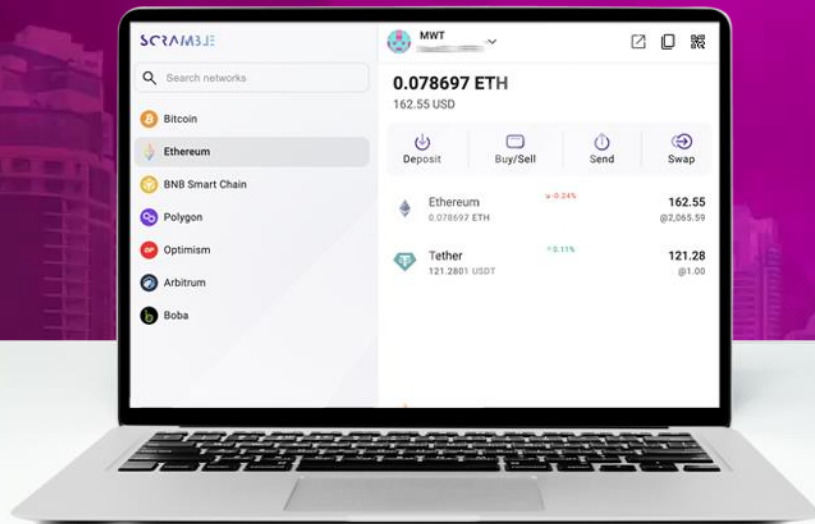 SCRAMBLE
Search networks
Bitcoin
Ethereum
BNB Smart Chain
Polygon
Optimism
Arbitrum
Boba
MWT
0.078697 ETH
162.55 USD
Deposit
Buy/Sell
Send
Swap
Ethereum
-0.24%
162.55
0.078697 ETH
@2,065.59
Tether
0.11%
121.28
121.2801 USDT
@1.00